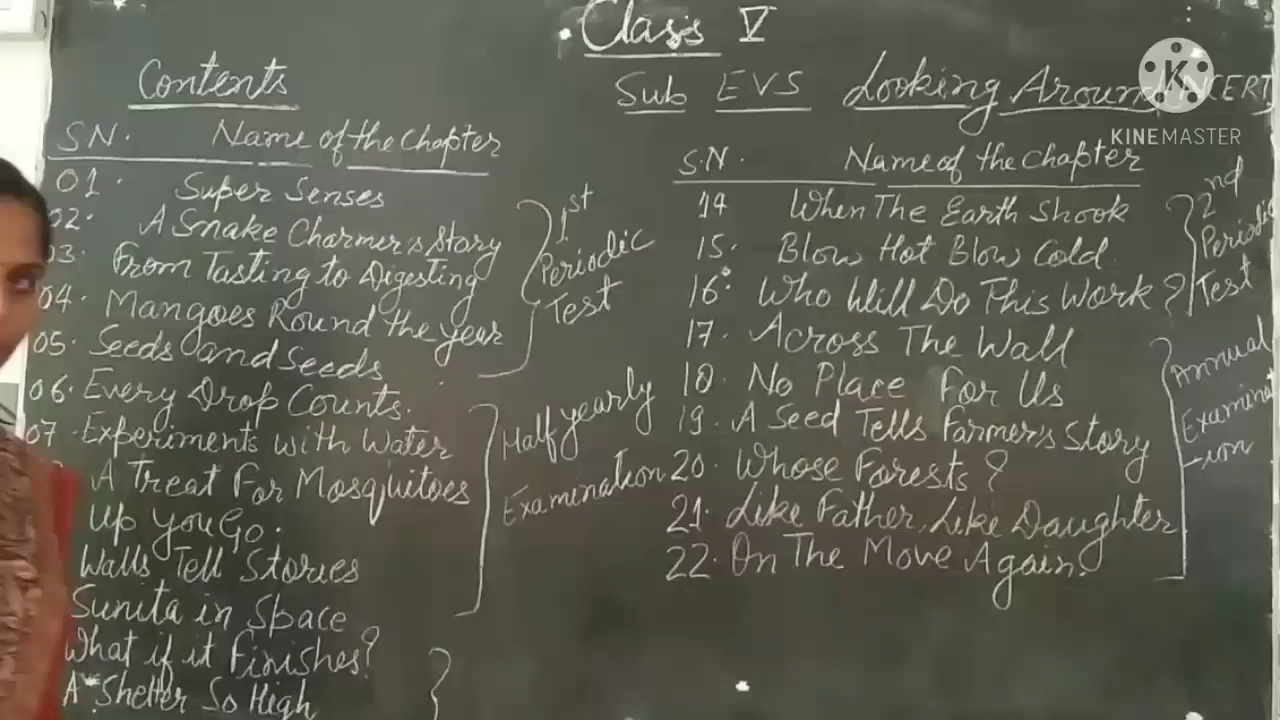 Class V
Contents
Sub EVS Looking Around NCERT
SN. Name of the Chapter
01. Super Senses
02. A Snake Charmer's Story
03. From Tasting to Digesting
04. Mangoes Round the year
05. Seeds and Seeds
1st
Periodic
Test
06. Every Drop Counts.
07. Experiments with Water
A Treat For Mosquitoes
Up You Go.
Walls Tell Stories
Sunita in Space
Half yearly
Examination
What if it Finishes?
A Shelter So High
S.N. Name of the Chapter
14 When The Earth Shook
15. Blow Hot Blow Cold
16. Who Will Do This Work?
2nd
Periodic
Test
17. Across The Wall
18. No Place For Us
19. A Seed Tells Farmer's Story
20. Whose Forests?
21. Like Father, Like Daughter
22. On The Move Again.
Annual
Examinat
-ion
K
KINEMASTER